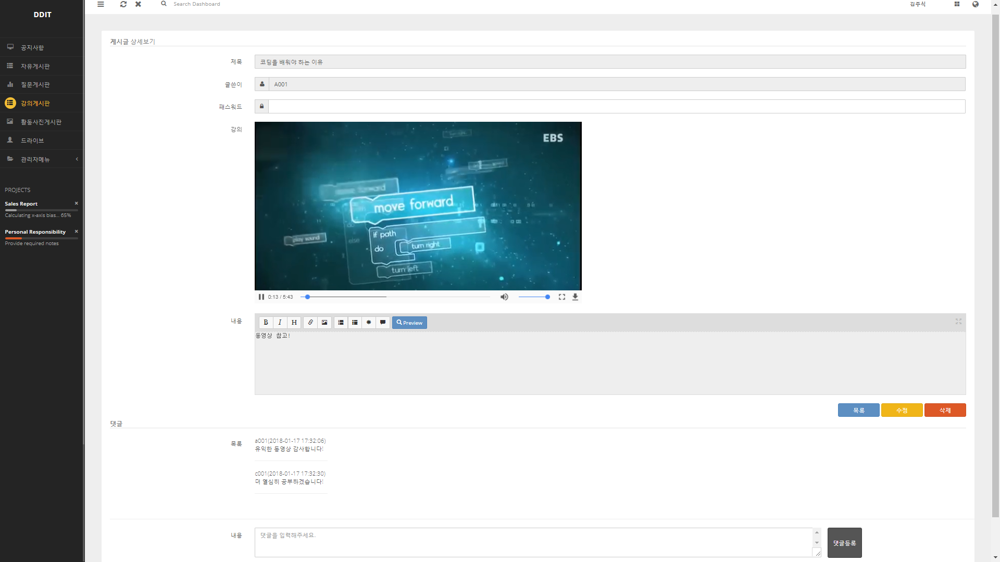 DDIT
Search Dashboard
김주식
공지사항
자유게시판
질문게시판
강의게시판
활동사진게시판
드라이브
관리자메뉴
PROJECTS
Sales Report
Calculating x-axis bias... 65%
Personal Responsibility
Provide required notes
게시글 상세보기
제목
코딩을 배워야 하는 이유
글쓴이
A001
패스워드
강의
EBS
move forward
move forward
if path
else
do
turn right
play sound
turn left
0:13 / 5:43
내용
B I H
Preview
동영상 참고!
목록 수정 삭제
댓글
목록
a001(2018-01-17 17:32:06)
유익한 동영상 감사합니다!
c001(2018-01-17 17:32:30)
더 열심히 공부하겠습니다!
내용
댓글을 입력해주세요.
댓글등록